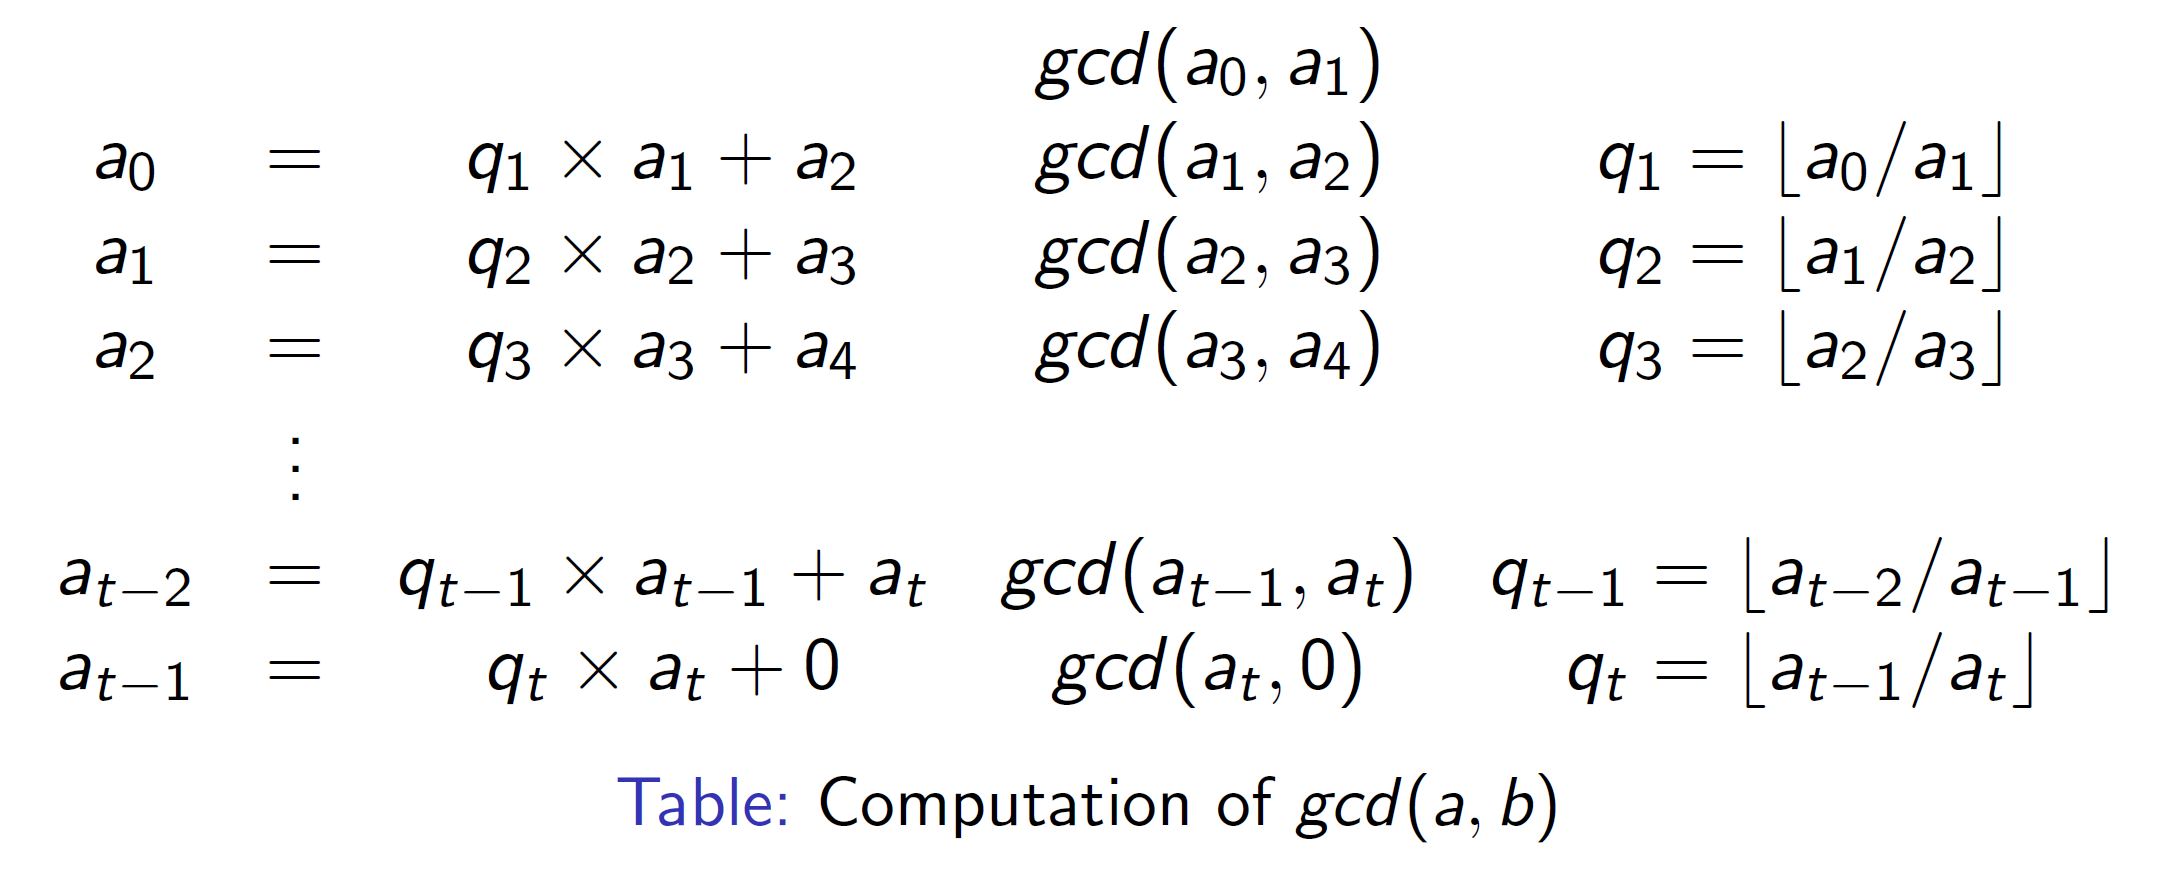 gcd(a₀, a₁)
a₀ = q₁ × a₁ + a₂ gcd(a₁, a₂) q₁ = ⌊a₀/a₁⌋
a₁ = q₂ × a₂ + a₃ gcd(a₂, a₃) q₂ = ⌊a₁/a₂⌋
a₂ = q₃ × a₃ + a₄ gcd(a₃, a₄) q₃ = ⌊a₂/a₃⌋
⋮
aₜ₋₂ = qₜ₋₁ × aₜ₋₁ + aₜ gcd(aₜ₋₁, aₜ) qₜ₋₁ = ⌊aₜ₋₂/aₜ₋₁⌋
aₜ₋₁ = qₜ × aₜ + 0 gcd(aₜ, 0) qₜ = ⌊aₜ₋₁/aₜ⌋
Table: Computation of gcd(a, b)